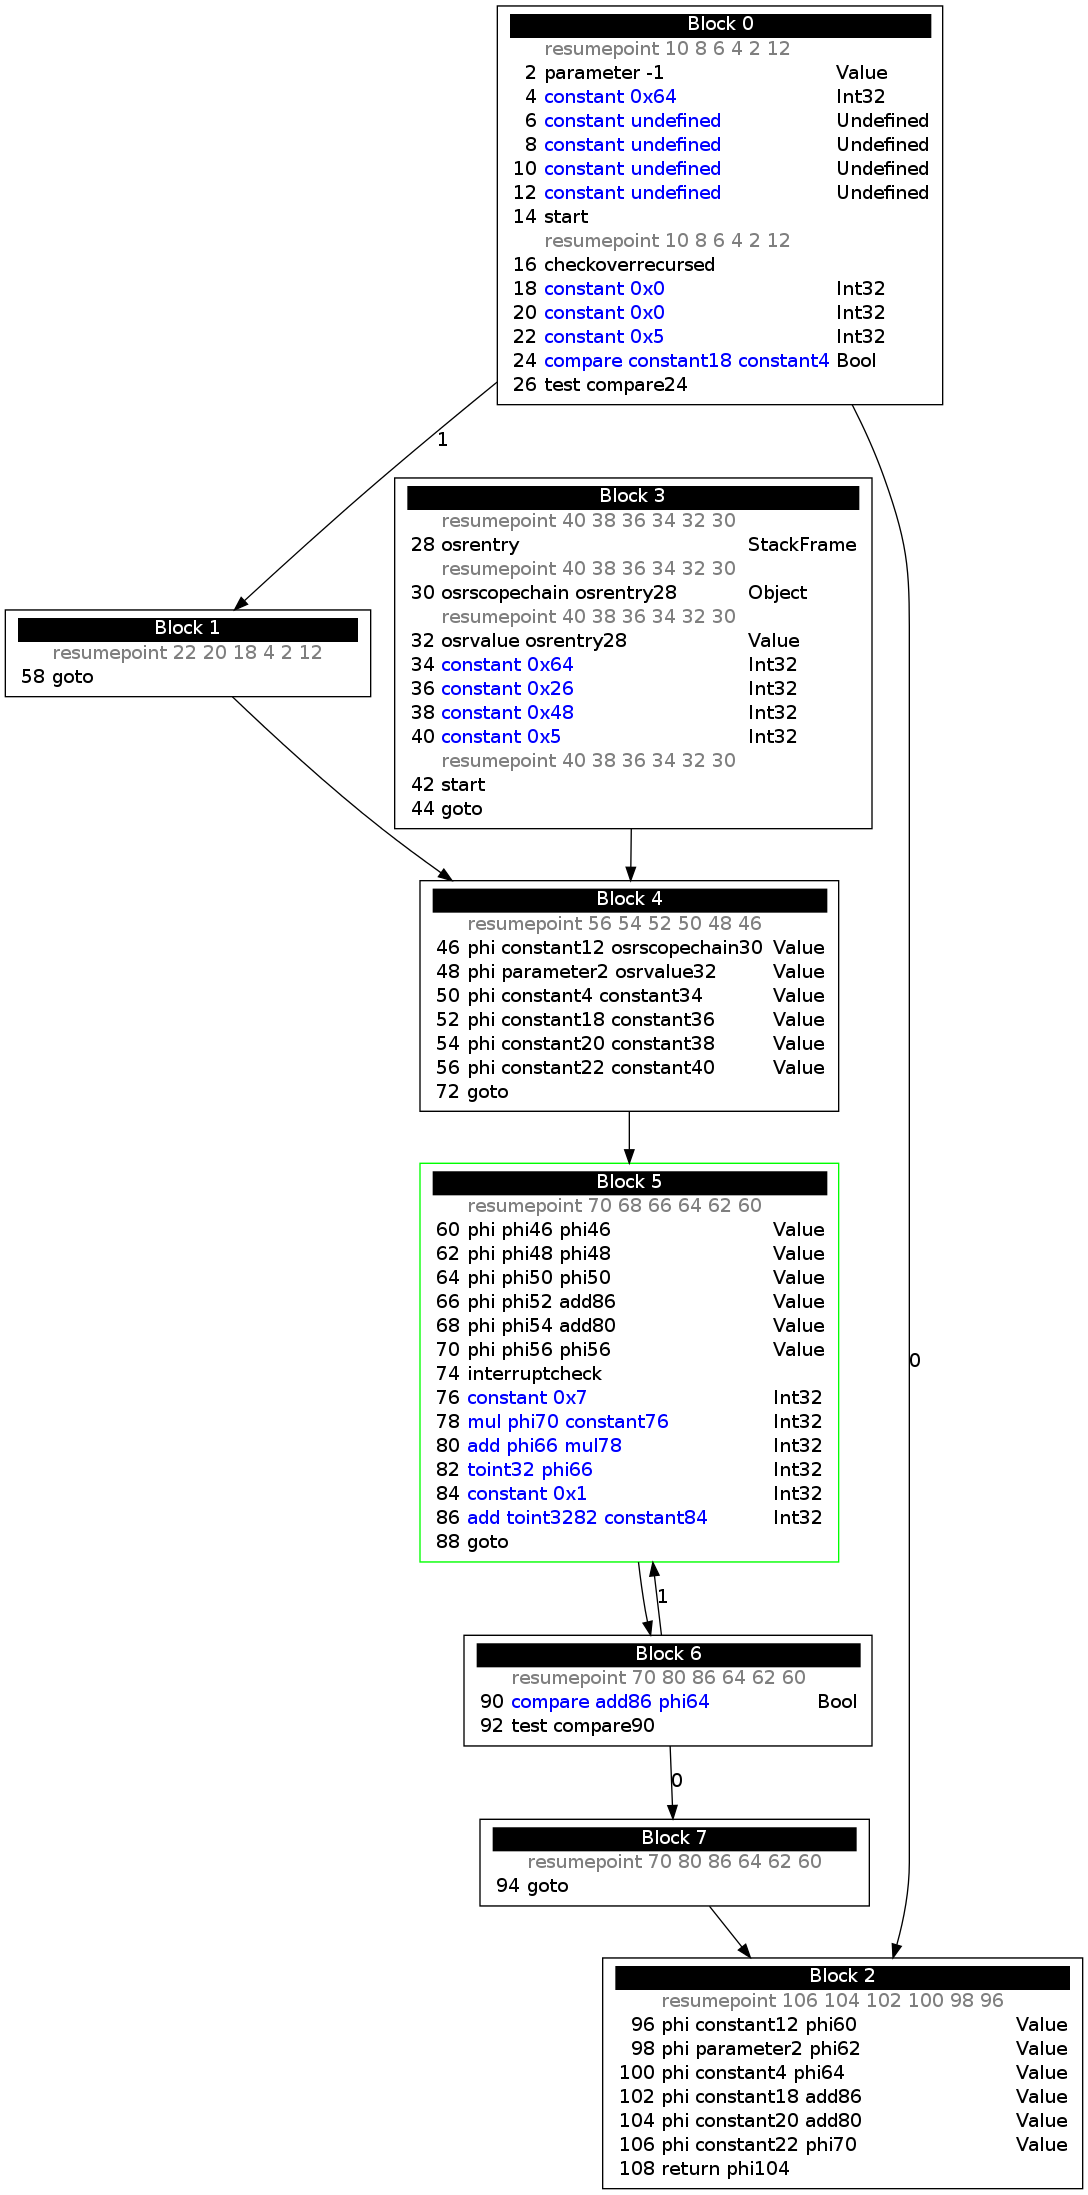 Block 0
resumepoint 10 8 6 4 2 12
2 parameter -1 Value
4 constant 0x64 Int32
6 constant undefined Undefined
8 constant undefined Undefined
10 constant undefined Undefined
12 constant undefined Undefined
14 start
resumepoint 10 8 6 4 2 12
16 checkoverrecursed
18 constant 0x0 Int32
20 constant 0x0 Int32
22 constant 0x5 Int32
24 compare constant18 constant4 Bool
26 test compare24
1
Block 3
resumepoint 40 38 36 34 32 30
28 osrentry StackFrame
resumepoint 40 38 36 34 32 30
30 osrscopechain osrentry28 Object
resumepoint 40 38 36 34 32 30
32 osrvalue osrentry28 Value
34 constant 0x64 Int32
36 constant 0x26 Int32
38 constant 0x48 Int32
40 constant 0x5 Int32
resumepoint 40 38 36 34 32 30
42 start
44 goto
Block 1
resumepoint 22 20 18 4 2 12
58 goto
Block 4
resumepoint 56 54 52 50 48 46
46 phi constant12 osrscopechain30 Value
48 phi parameter2 osrvalue32 Value
50 phi constant4 constant34 Value
52 phi constant18 constant36 Value
54 phi constant20 constant38 Value
56 phi constant22 constant40 Value
72 goto
Block 5
resumepoint 70 68 66 64 62 60
60 phi phi46 phi46 Value
62 phi phi48 phi48 Value
64 phi phi50 phi50 Value
66 phi phi52 add86 Value
68 phi phi54 add80 Value
70 phi phi56 phi56 Value
74 interruptcheck
76 constant 0x7 Int32
78 mul phi70 constant76 Int32
80 add phi66 mul78 Int32
82 toint32 phi66 Int32
84 constant 0x1 Int32
86 add toint3282 constant84 Int32
88 goto
0
1
Block 6
resumepoint 70 80 86 64 62 60
90 compare add86 phi64 Bool
92 test compare90
0
Block 7
resumepoint 70 80 86 64 62 60
94 goto
Block 2
resumepoint 106 104 102 100 98 96
96 phi constant12 phi60 Value
98 phi parameter2 phi62 Value
100 phi constant4 phi64 Value
102 phi constant18 add86 Value
104 phi constant20 add80 Value
106 phi constant22 phi70 Value
108 return phi104